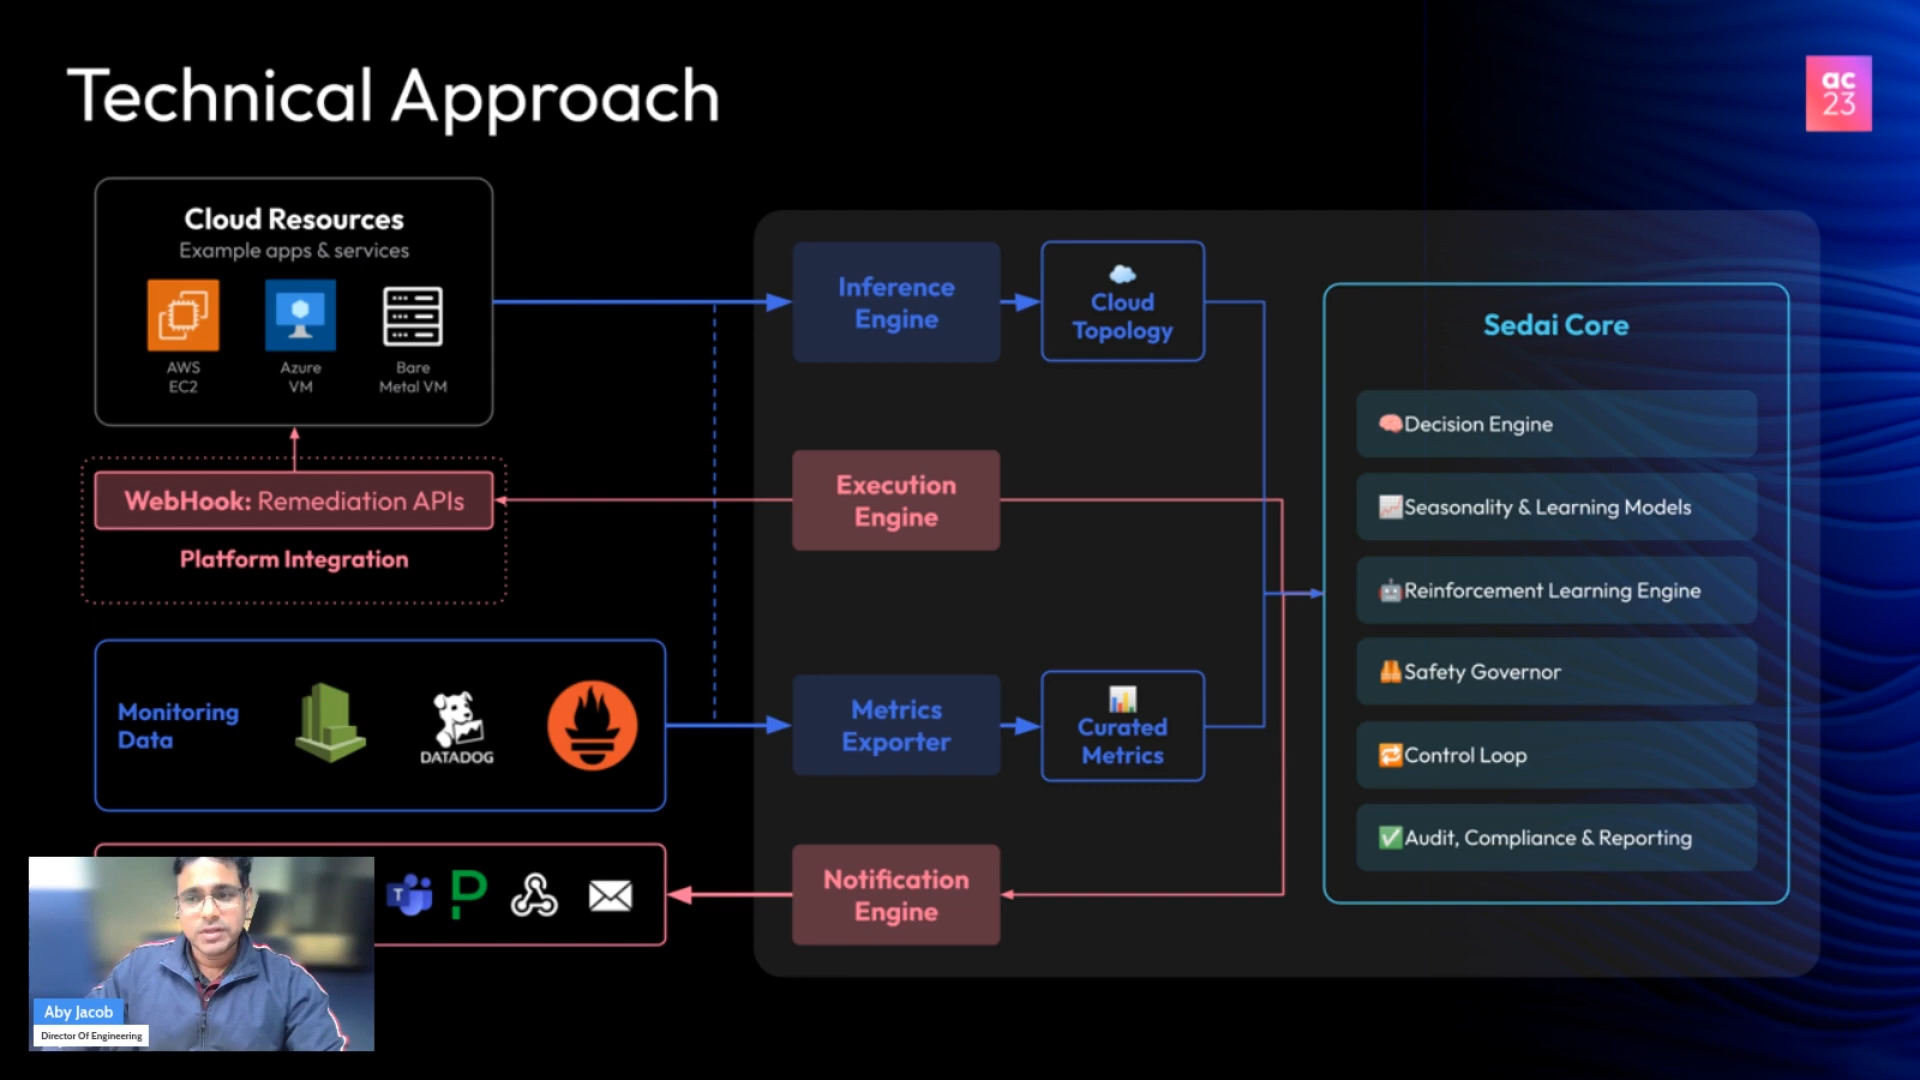 Technical Approach
ac
23
Cloud Resources
Example apps & services
AWS
EC2
Azure
VM
Bare
Metal VM
WebHook: Remediation APIs
Platform Integration
Monitoring
Data
DATADOG
T
P
Aby Jacob
Director Of Engineering
Inference
Engine
Cloud
Topology
Execution
Engine
Metrics
Exporter
Curated
Metrics
Notification
Engine
Sedai Core
Decision Engine
Seasonality & Learning Models
Reinforcement Learning Engine
Safety Governor
Control Loop
Audit, Compliance & Reporting